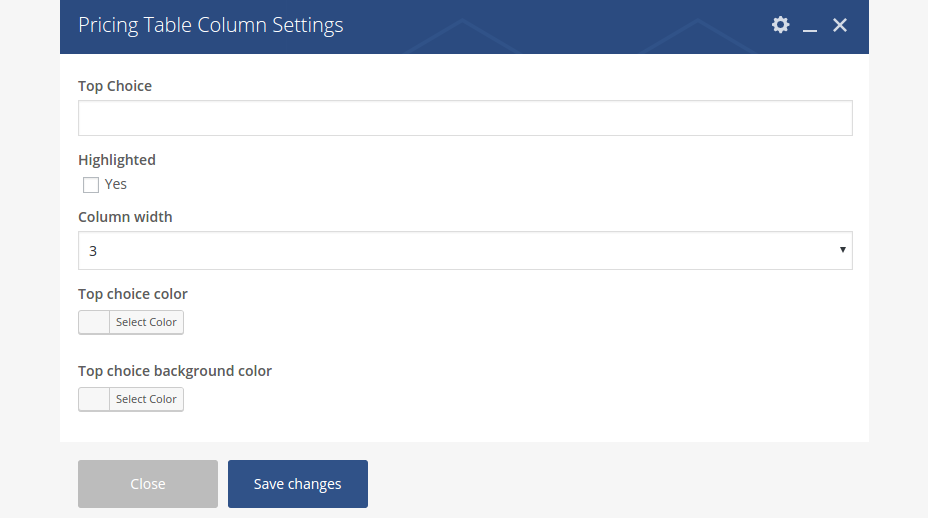 Pricing Table Column Settings
Top Choice
Highlighted
Yes
Column width
3
Top choice color
Select Color
Top choice background color
Select Color
Close
Save changes